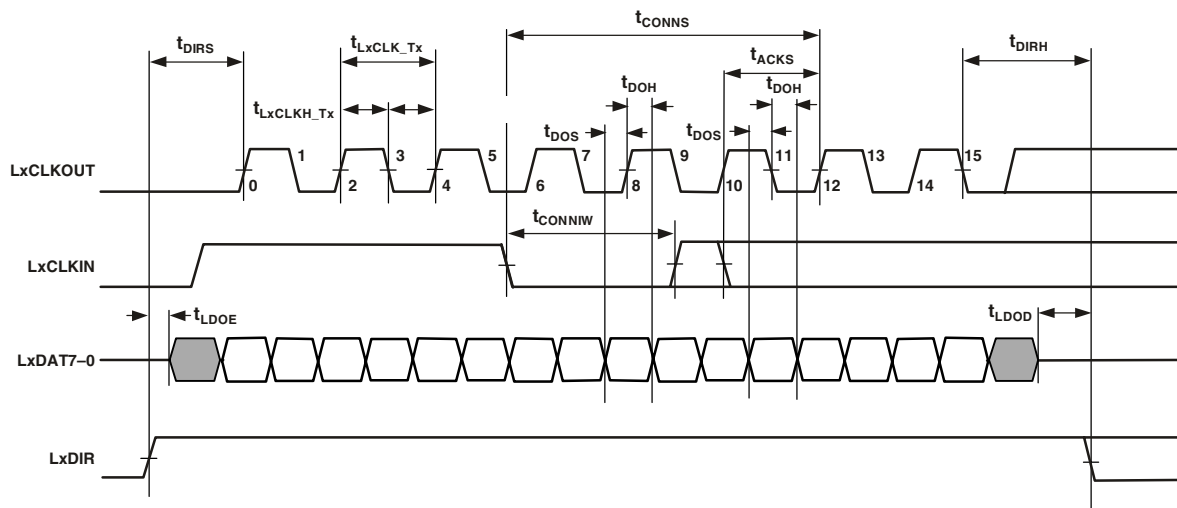 tCONNS
tDIRS
tLxCLK_Tx
tACKS
tDIRH
tDOH
tDOH
tLxCLKH_Tx
tDOS
tDOS
LxCLKOUT
1
3
5
7
9
11
13
15
0
2
4
6
8
10
12
14
tCONNIW
LxCLKIN
tLDOE
tLDOD
LxDAT7–0
LxDIR